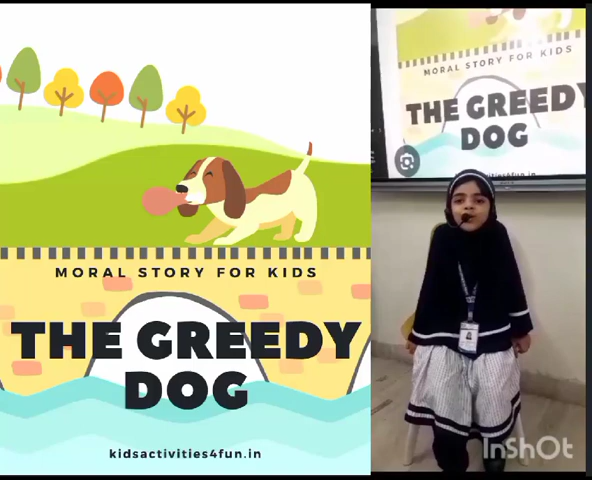 MORAL STORY FOR KIDS
THE GREEDY
DOG
kidsactivities4fun.in
MORAL STORY FOR KIDS
THE GREEDY
DOG
InShOt